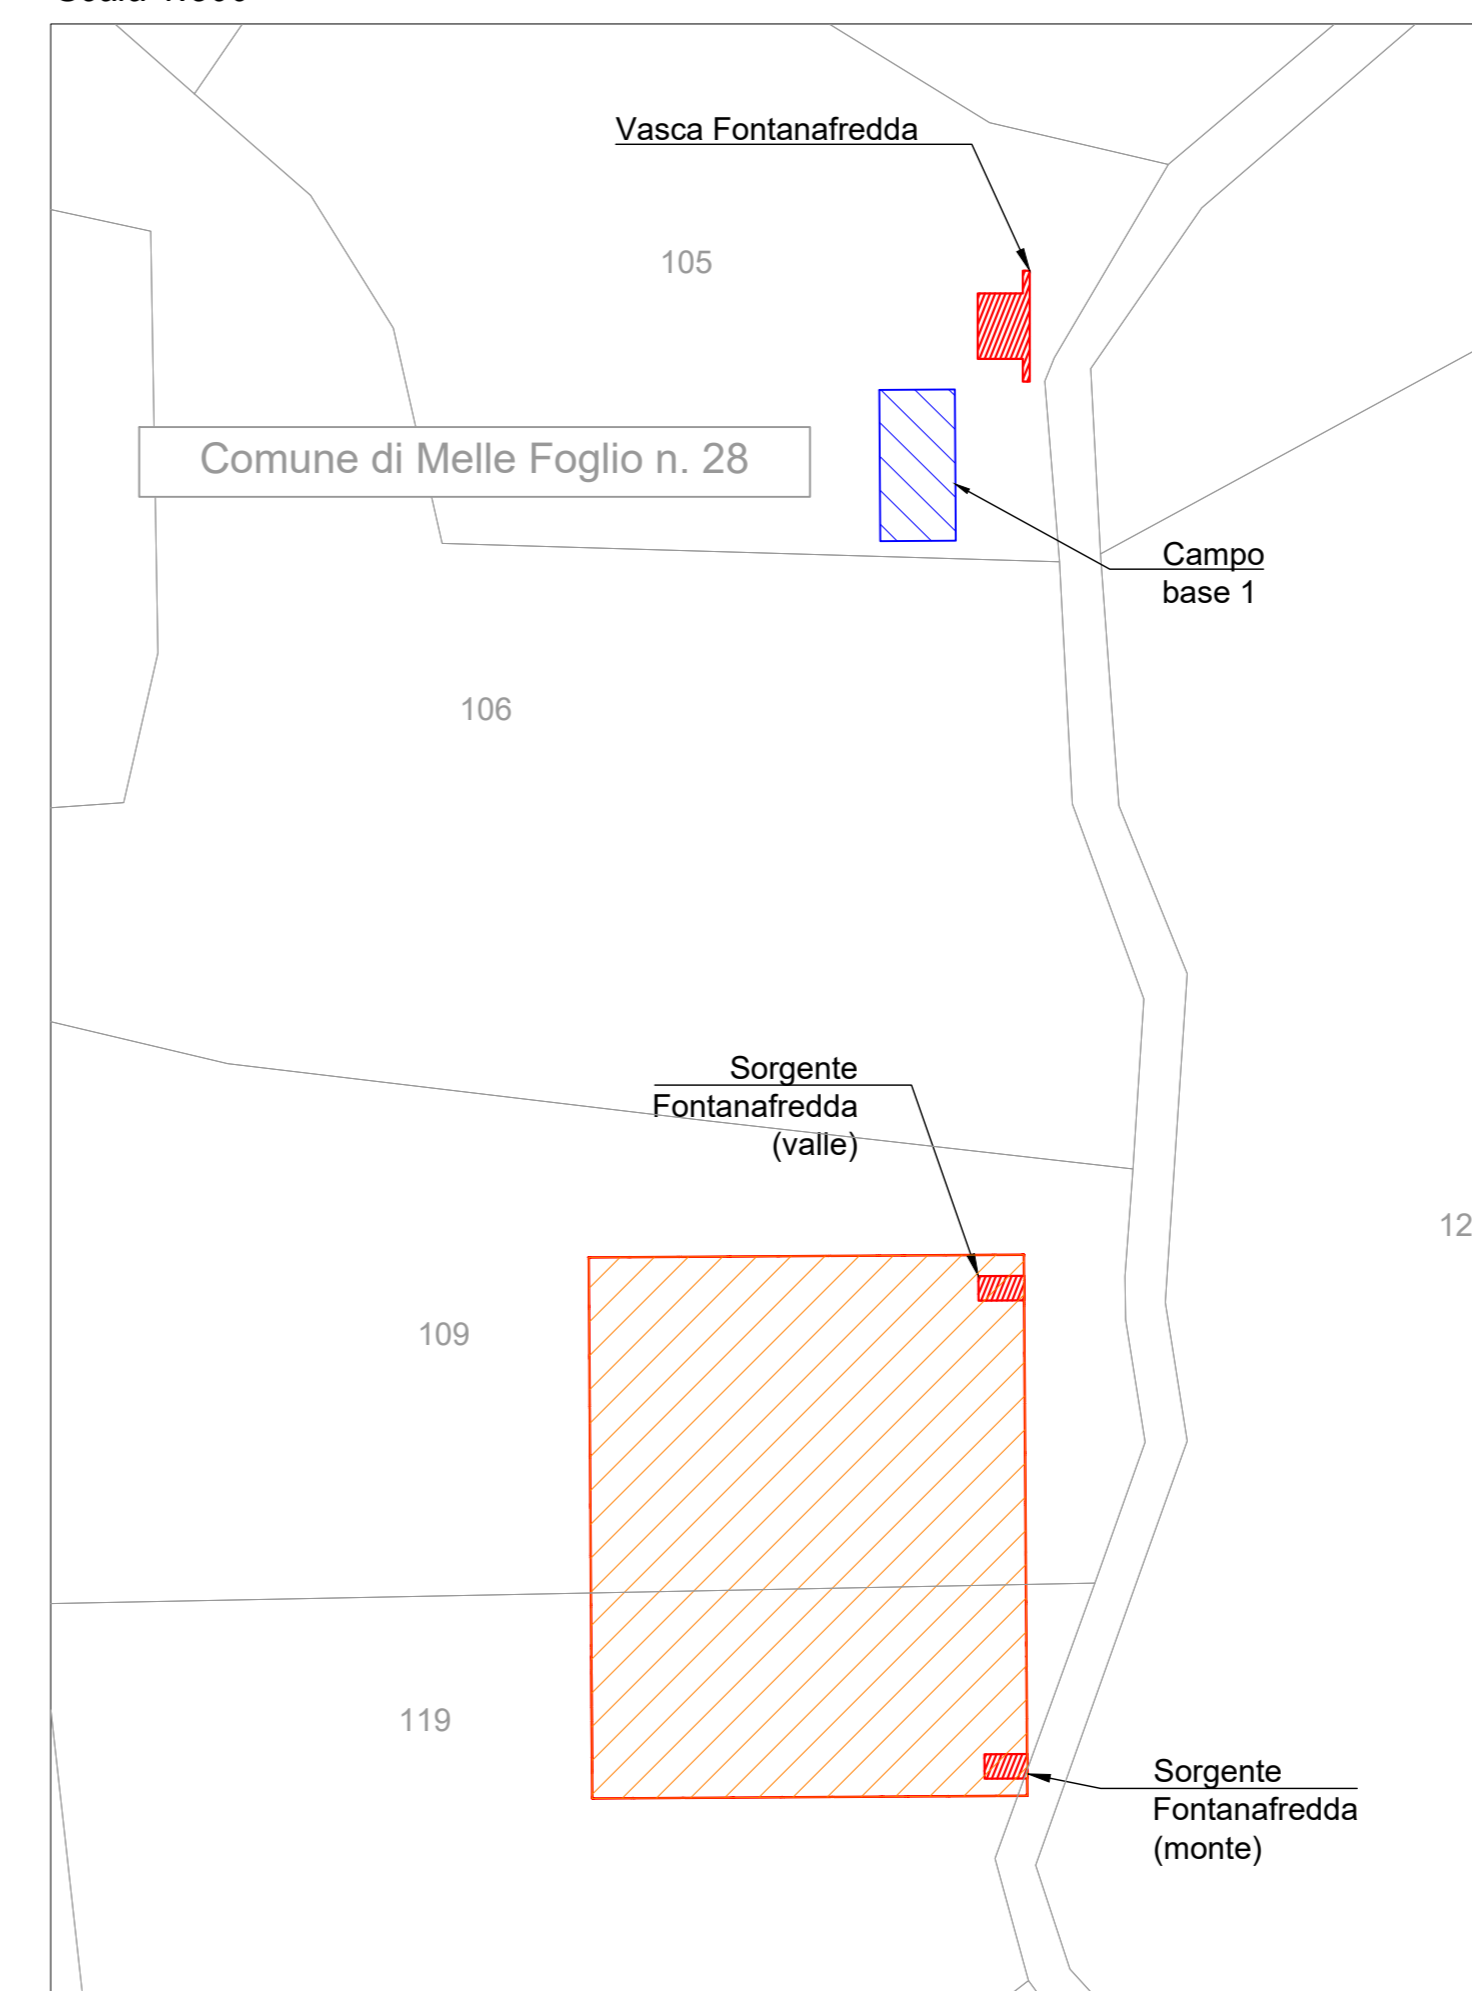 Vasca Fontanafredda
105
Comune di Melle Foglio n. 28
Campo
base 1
106
Sorgente
Fontanafredda
(valle)
12
109
119
Sorgente
Fontanafredda
(monte)